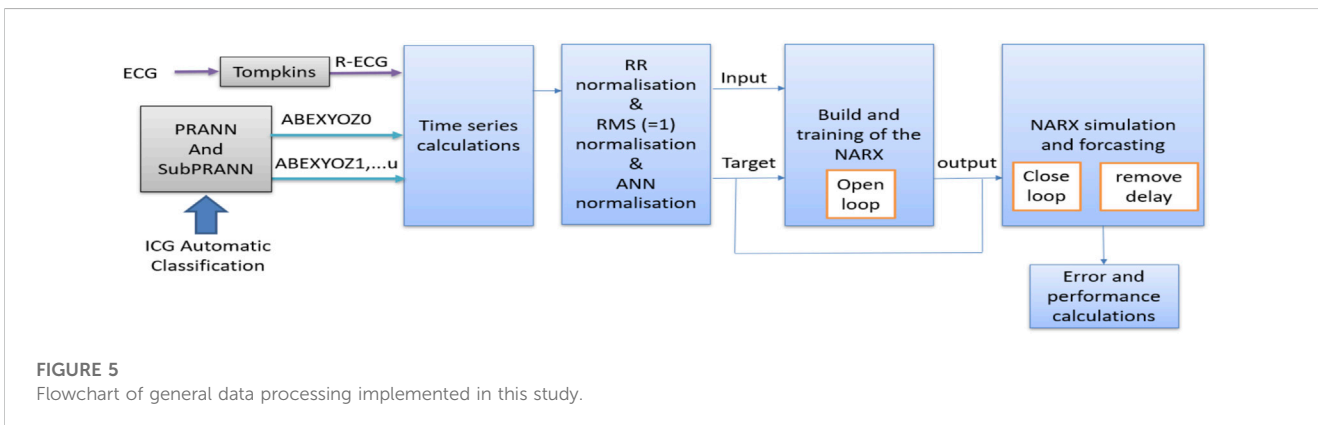 ECG
Tompkins
R-ECG
PRANN
And
SubPRANN
ABEXYOZ0
ABEXYOZ1,...u
ICG Automatic
Classification
Time series
calculations
RR
normalisation
&
RMS (=1)
normalisation
&
ANN
normalisation
Input
Target
Build and
training of the
NARX
Open
loop
output
NARX simulation
and forcasting
Close
loop
remove
delay
Error and
performance
calculations
FIGURE 5
Flowchart of general data processing implemented in this study.